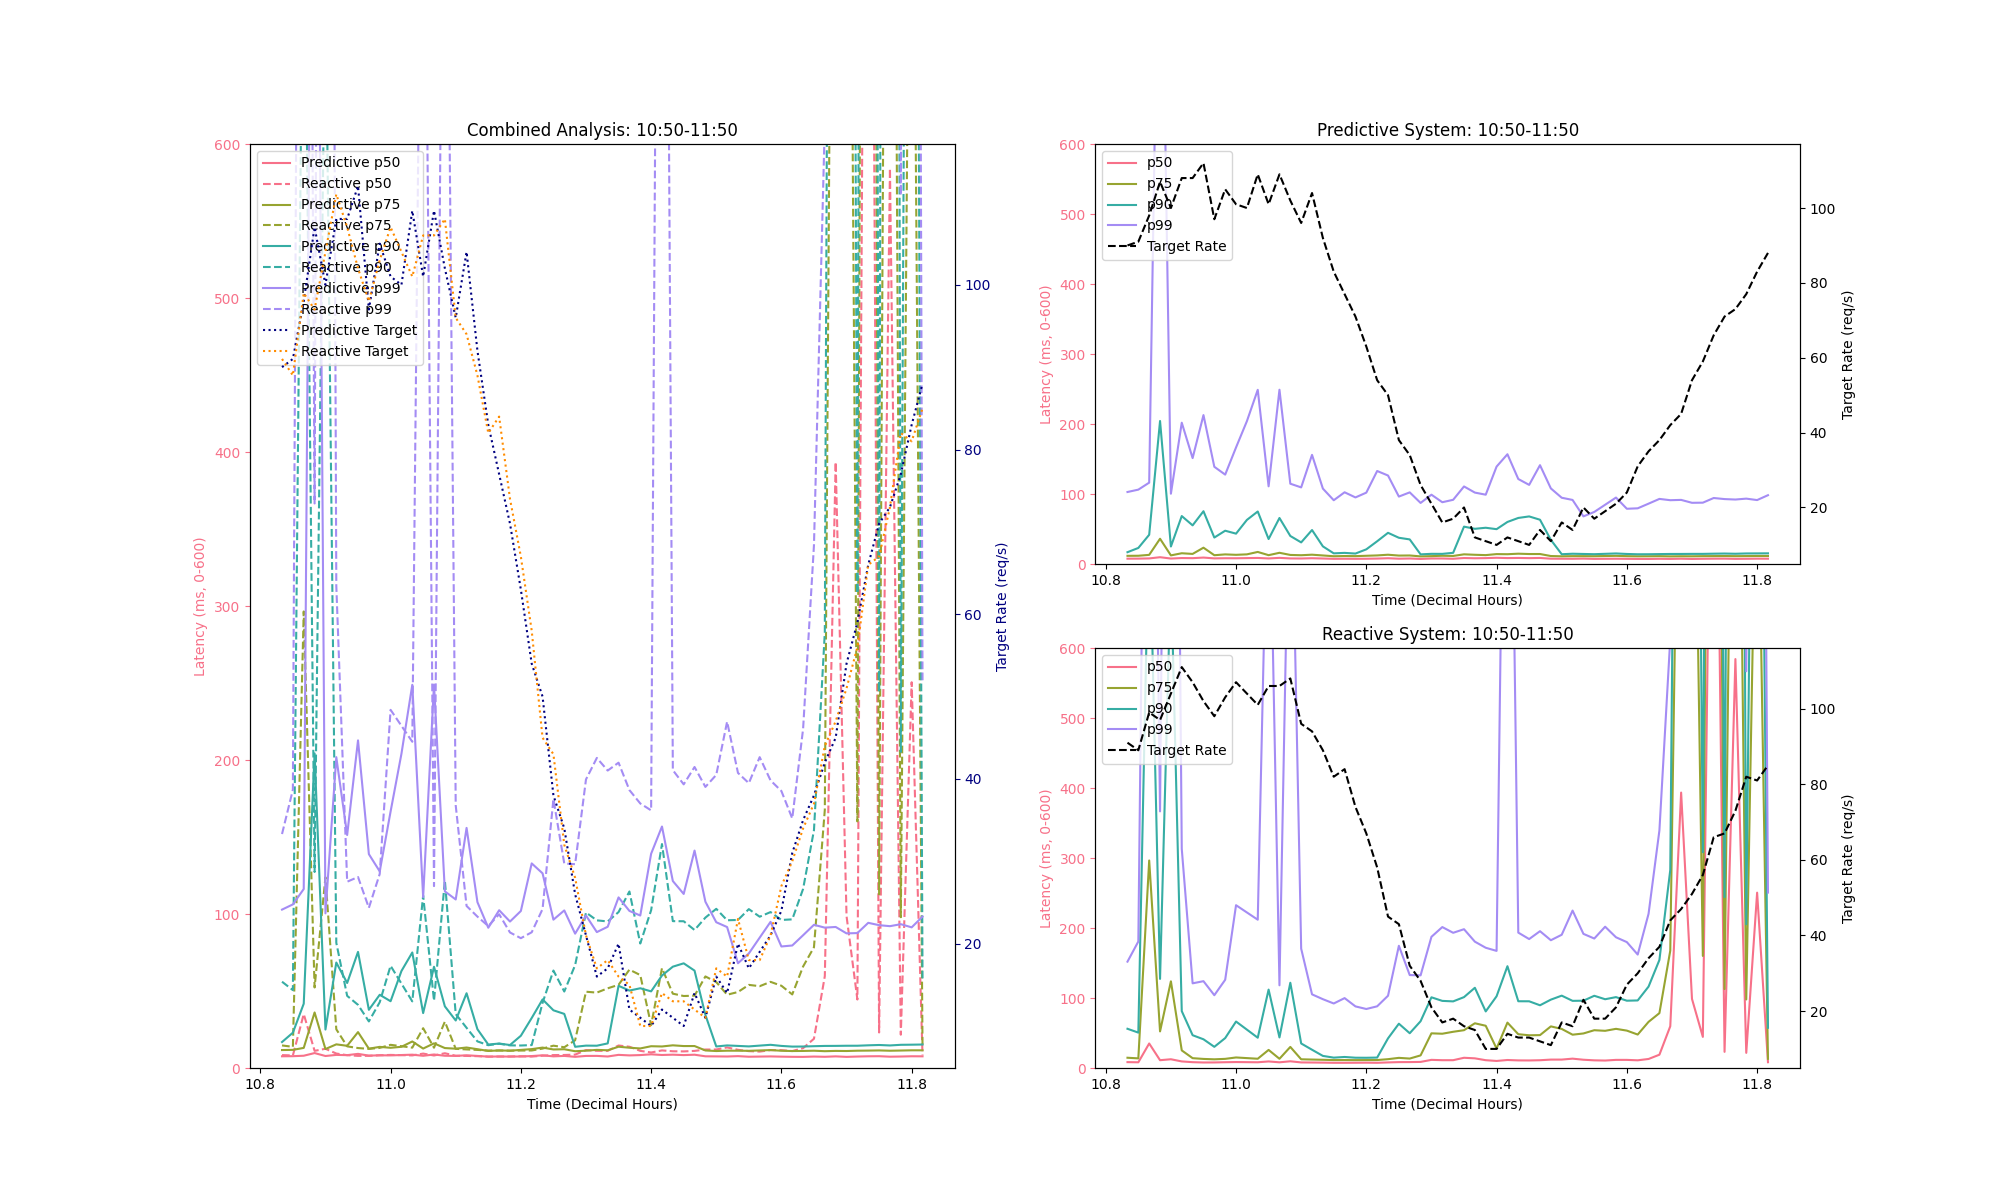 Combined Analysis: 10:50-11:50
600
500
400
300
200
100
0
Latency (ms, 0-600)
Predictive p50
Reactive p50
Predictive p75
Reactive p75
Predictive p90
Reactive p90
Predictive p99
Reactive p99
Predictive Target
Reactive Target
100
80
60
40
20
Target Rate (req/s)
10.8 11.0 11.2 11.4 11.6 11.8
Time (Decimal Hours)
Predictive System: 10:50-11:50
600
500
400
300
200
100
0
Latency (ms, 0-600)
p50
p75
p90
p99
Target Rate
100
80
60
40
20
Target Rate (req/s)
10.8 11.0 11.2 11.4 11.6 11.8
Time (Decimal Hours)
Reactive System: 10:50-11:50
600
500
400
300
200
100
0
Latency (ms, 0-600)
p50
p75
p90
p99
Target Rate
100
80
60
40
20
Target Rate (req/s)
10.8 11.0 11.2 11.4 11.6 11.8
Time (Decimal Hours)